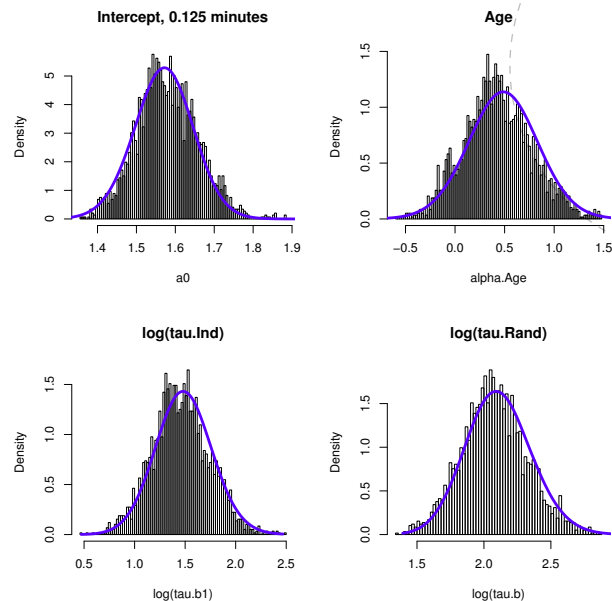 Intercept, 0.125 minutes
Density
0 1 2 3 4 5
1.4 1.5 1.6 1.7 1.8 1.9
a0
Age
Density
0.0 0.5 1.0 1.5
−0.5 0.0 0.5 1.0 1.5
alpha.Age
log(tau.Ind)
Density
0.0 0.5 1.0 1.5
0.5 1.0 1.5 2.0 2.5
log(tau.b1)
log(tau.Rand)
Density
0.0 0.5 1.0 1.5
1.5 2.0 2.5
log(tau.b)